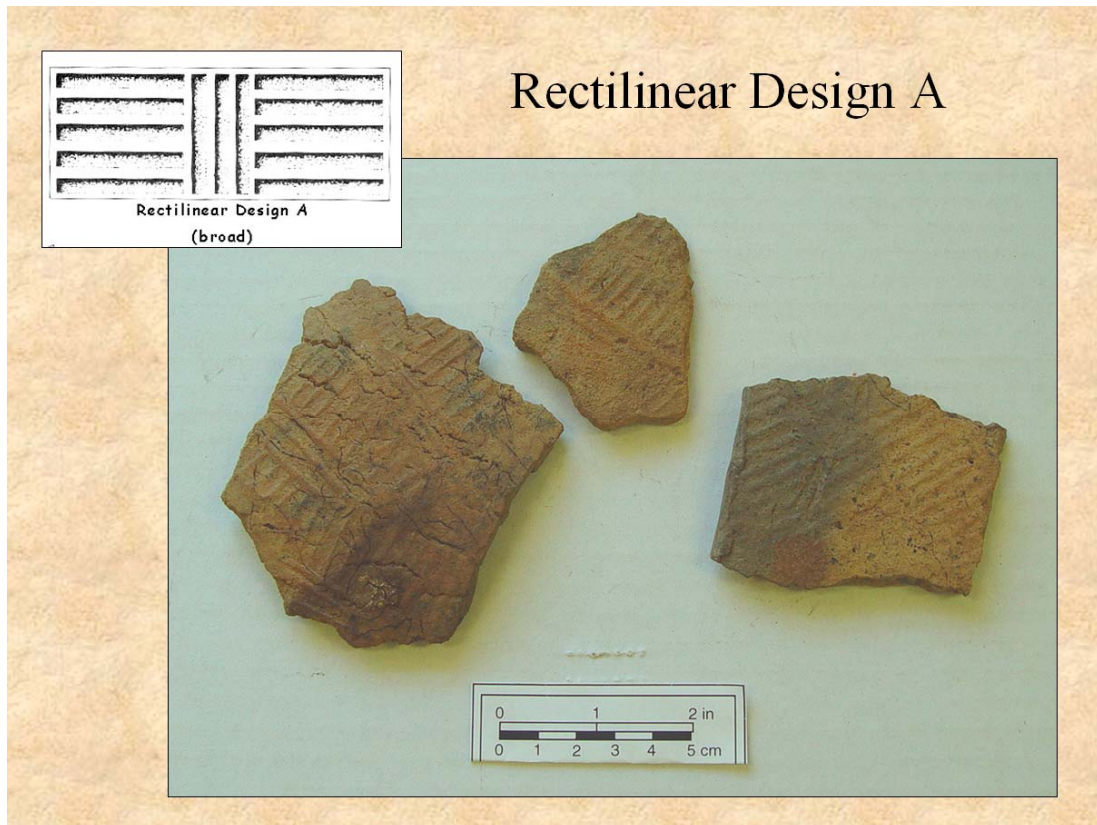 Rectilinear Design A
Rectilinear Design A
(broad)
0 1 2 in
0 1 2 3 4 5 cm